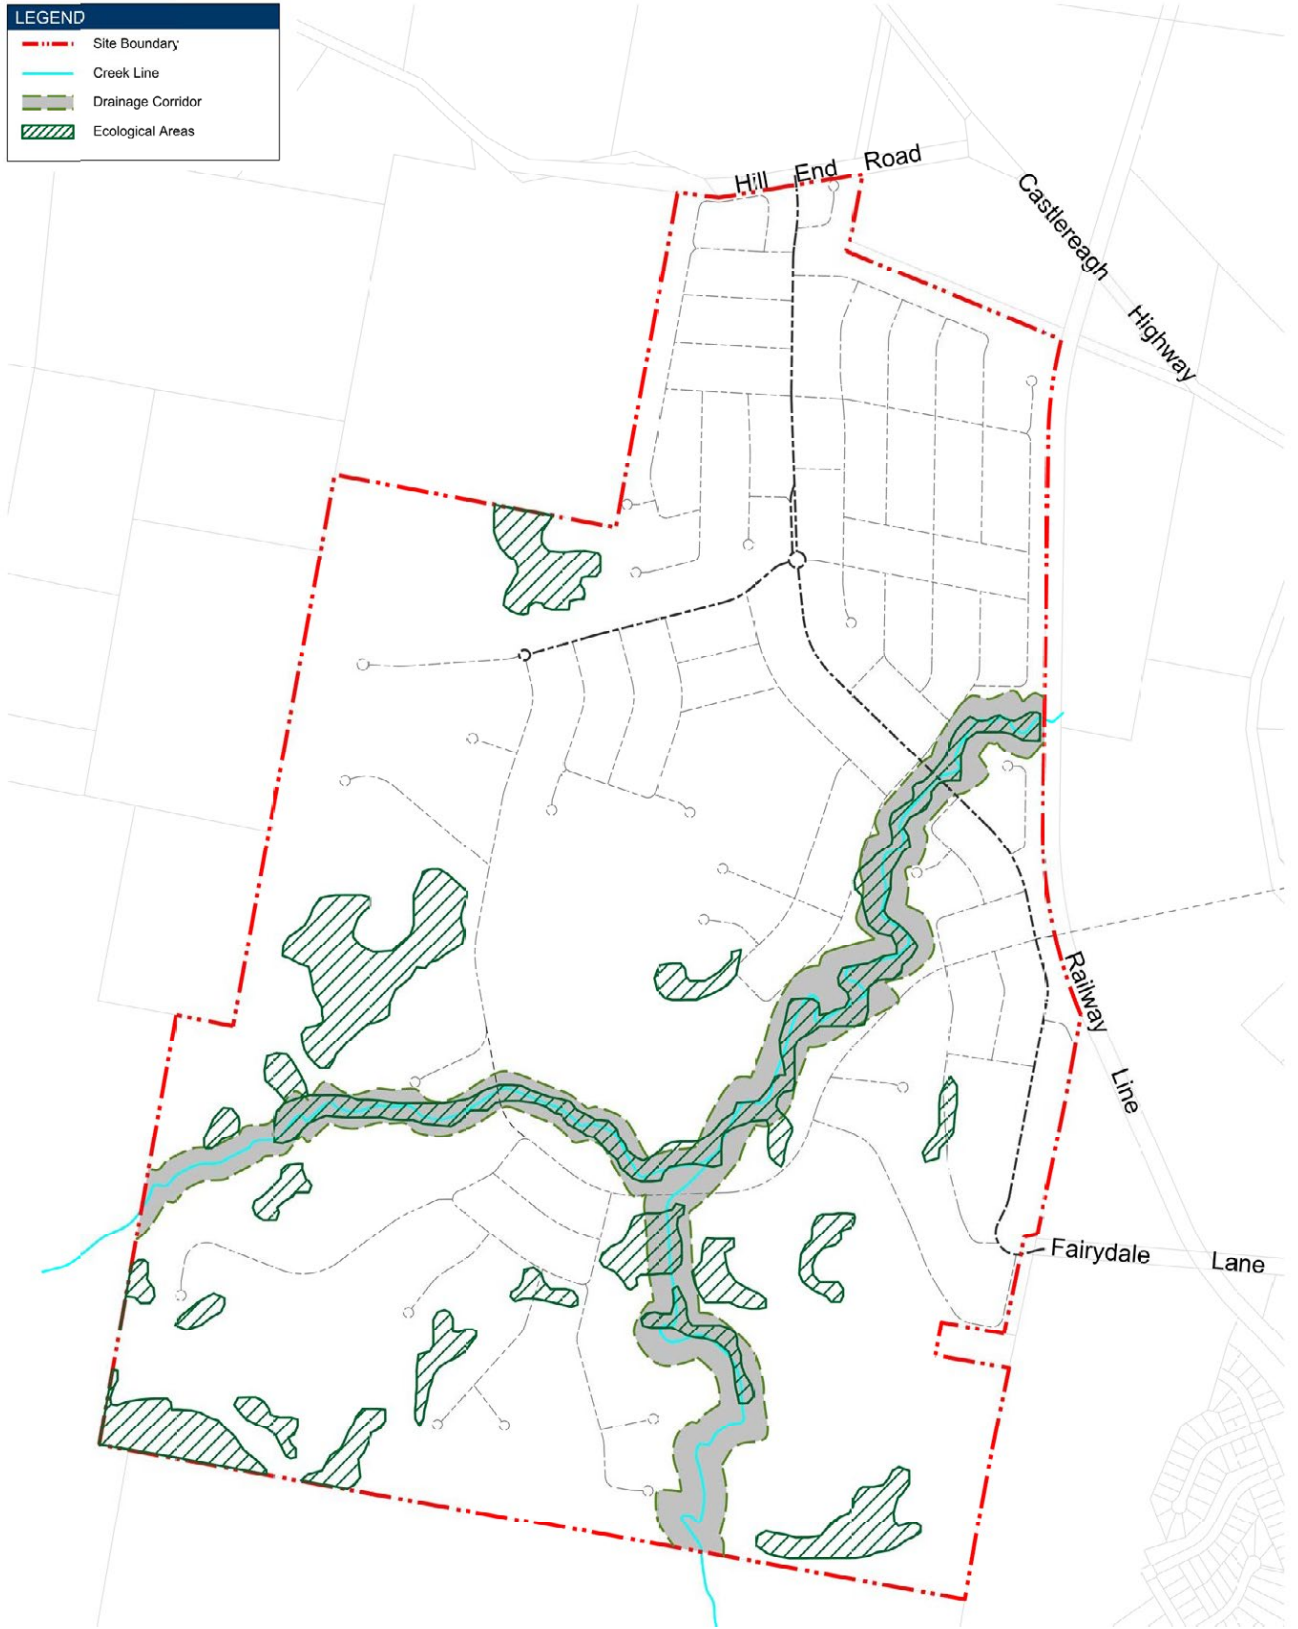 LEGEND
Site Boundary
Creek Line
Drainage Corridor
Ecological Areas
Hill End Road
Castlereagh Highway
Railway Line
Fairydale Lane